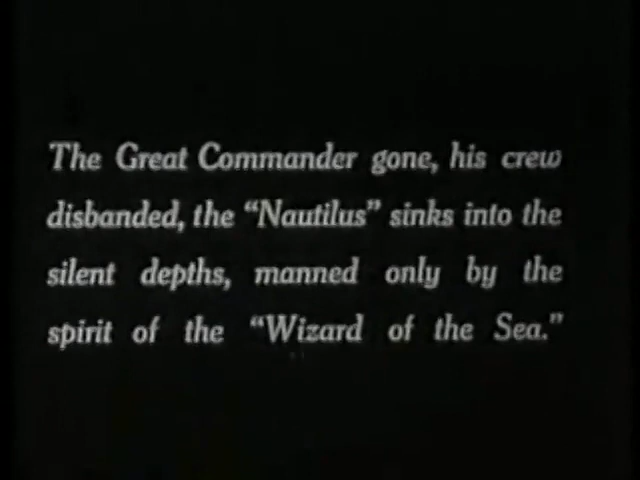 The Great Commander gone, his crew
disbanded, the “Nautilus” sinks into the
silent depths, manned only by the
spirit of the “Wizard of the Sea.”